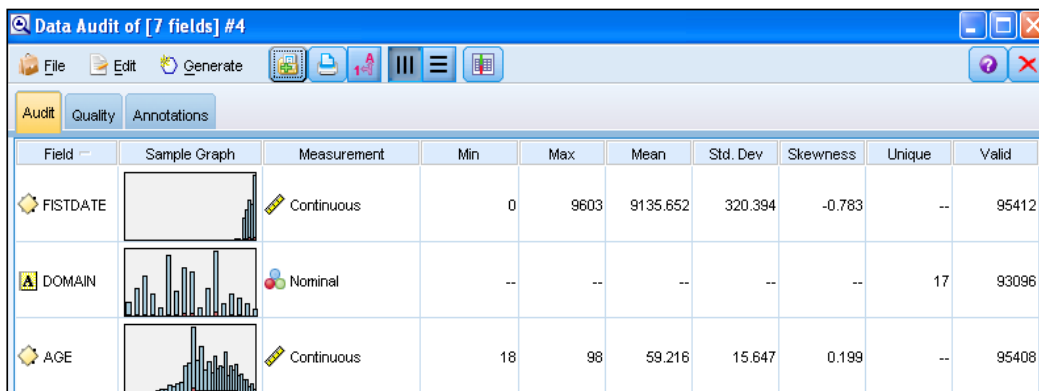 Data Audit of [7 fields] #4
File Edit Generate
Audit Quality Annotations
Field Sample Graph Measurement Min Max Mean Std. Dev Skewness Unique Valid
FISTDATE Continuous 0 9603 9135.652 320.394 -0.783 -- 95412
A DOMAIN Nominal -- -- -- -- -- 17 93096
AGE Continuous 18 98 59.216 15.647 0.199 -- 95408